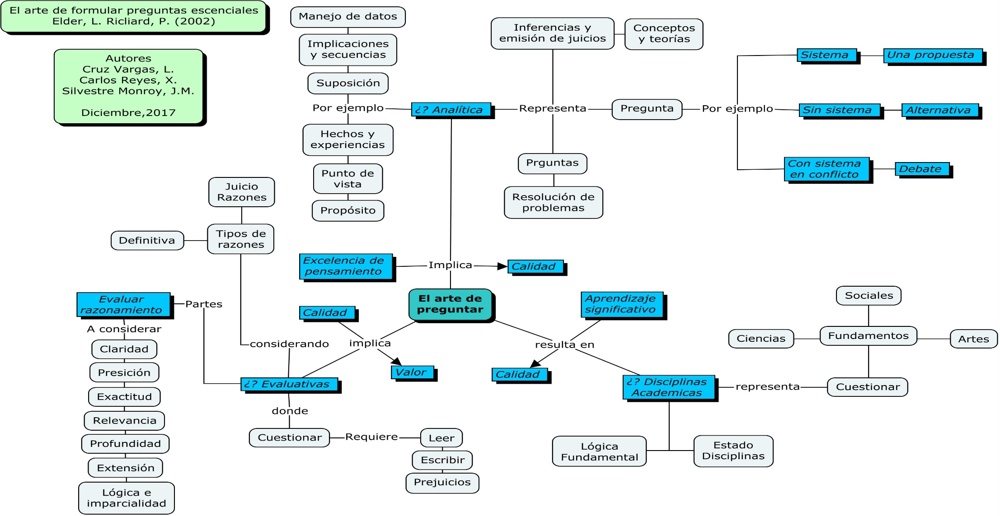 El arte de formular preguntas escenciales
Elder, L. Ricliard, P. (2002)
Autores
Cruz Vargas, L.
Carlos Reyes, X.
Silvestre Monroy, J.M.
Diciembre,2017
Manejo de datos
Implicaciones
y secuencias
Suposición
Por ejemplo
Hechos y
experiencias
Punto de
vista
Propósito
¿? Analítica
Representa
Inferencias y
emisión de juicios
Conceptos
y teorías
Pregunta
Por ejemplo
Sistema
Una propuesta
Sin sistema
Alternativa
Con sistema
en conflicto
Debate
Prguntas
Resolución de
problemas
Juicio
Razones
Definitiva
Tipos de
razones
Excelencia de
pensamiento
Implica
Calidad
El arte de
preguntar
Evaluar
razonamiento
Partes
A considerar
Claridad
Presición
Exactitud
Relevancia
Profundidad
Extensión
Lógica e
imparcialidad
considerando
Calidad
implica
Valor
¿? Evaluativas
donde
Cuestionar
Requiere
Leer
Escribir
Prejuicios
Aprendizaje
significativo
resulta en
Calidad
¿? Disciplinas
Academicas
representa
Cuestionar
Sociales
Ciencias
Fundamentos
Artes
Lógica
Fundamental
Estado
Disciplinas